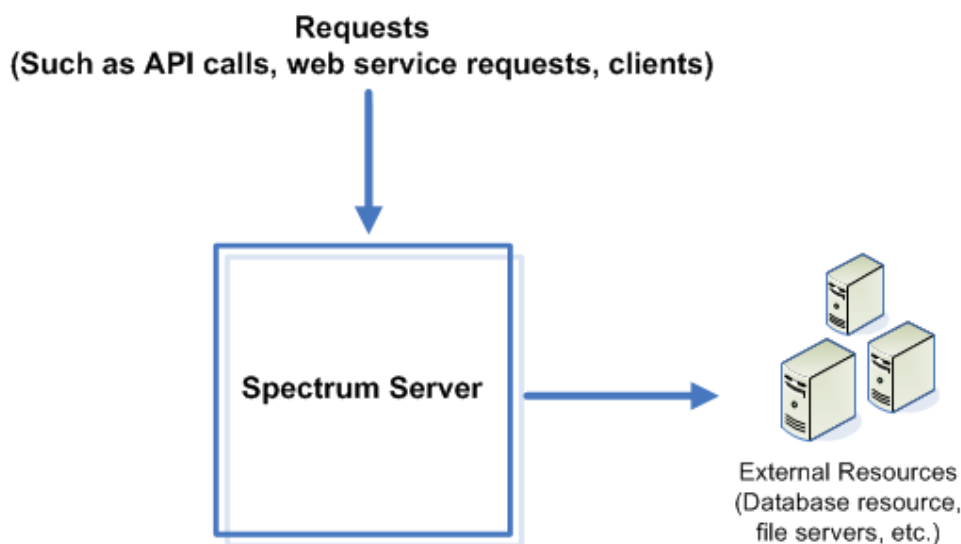 Requests
(Such as API calls, web service requests, clients)
Spectrum Server
External Resources
(Database resource,
file servers, etc.)